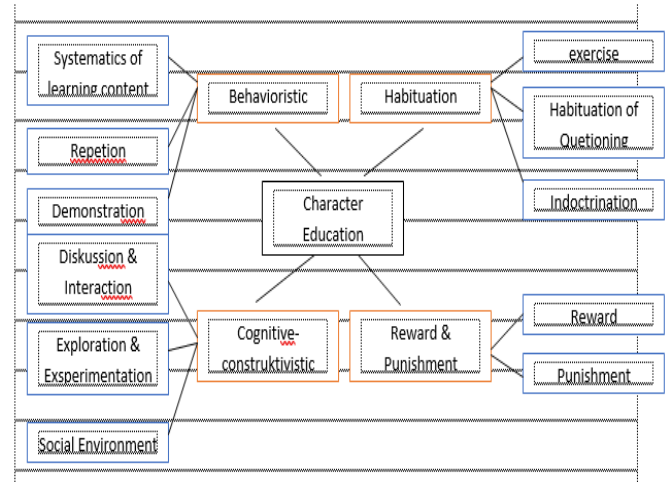 Systematics of
learning content
Behavioristic
Habituation
exercise
Habituation of
Quetioning
Repetion
Demonstration
Character
Education
Indoctrination
Diskussion &
Interaction
Cognitive-
construktivistic
Reward &
Punishment
Reward
Exploration &
Exsperimentation
Punishment
Social Environment